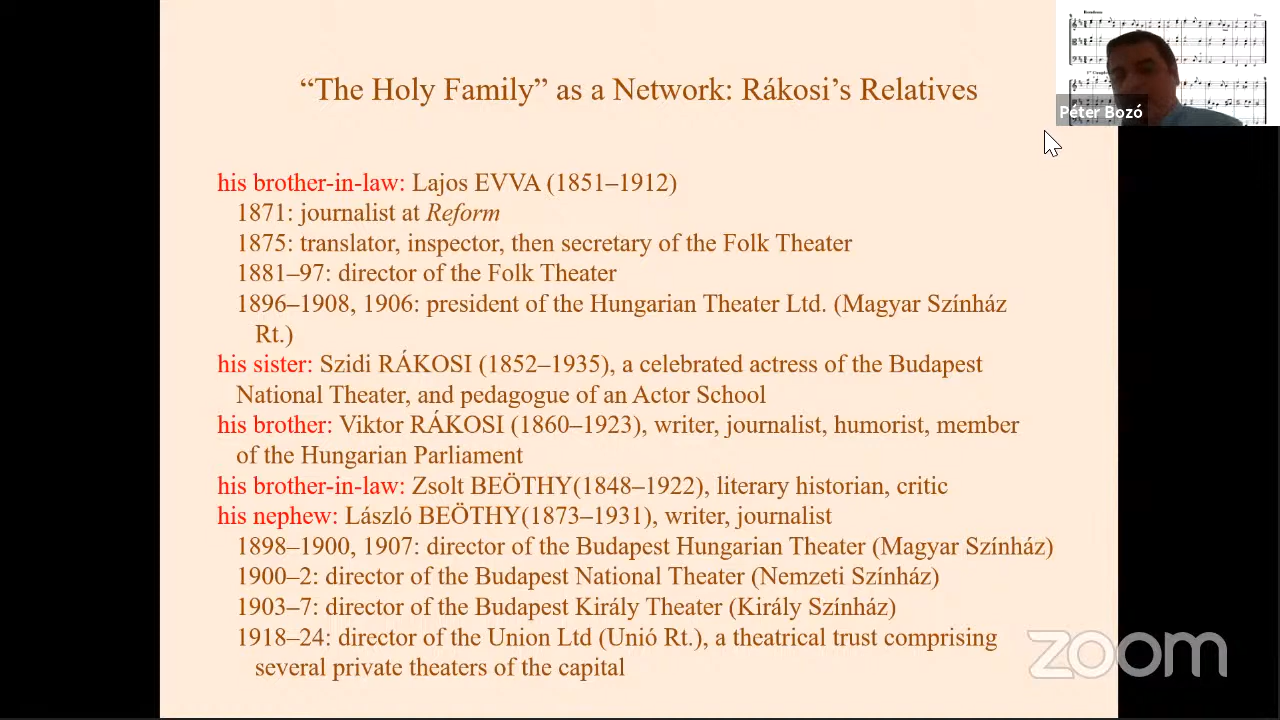 “The Holy Family” as a Network: Rákosi’s Relatives
Péter Bozó
his brother-in-law: Lajos EVVA (1851–1912)
1871: journalist at Reform
1875: translator, inspector, then secretary of the Folk Theater
1881–97: director of the Folk Theater
1896–1908, 1906: president of the Hungarian Theater Ltd. (Magyar Színház
Rt.)
his sister: Szidi RÁKOSI (1852–1935), a celebrated actress of the Budapest
National Theater, and pedagogue of an Actor School
his brother: Viktor RÁKOSI (1860–1923), writer, journalist, humorist, member
of the Hungarian Parliament
his brother-in-law: Zsolt BEÖTHY(1848–1922), literary historian, critic
his nephew: László BEÖTHY(1873–1931), writer, journalist
1898–1900, 1907: director of the Budapest Hungarian Theater (Magyar Színház)
1900–2: director of the Budapest National Theater (Nemzeti Színház)
1903–7: director of the Budapest Király Theater (Király Színház)
1918–24: director of the Union Ltd (Unió Rt.), a theatrical trust comprising
several private theaters of the capital
zoom